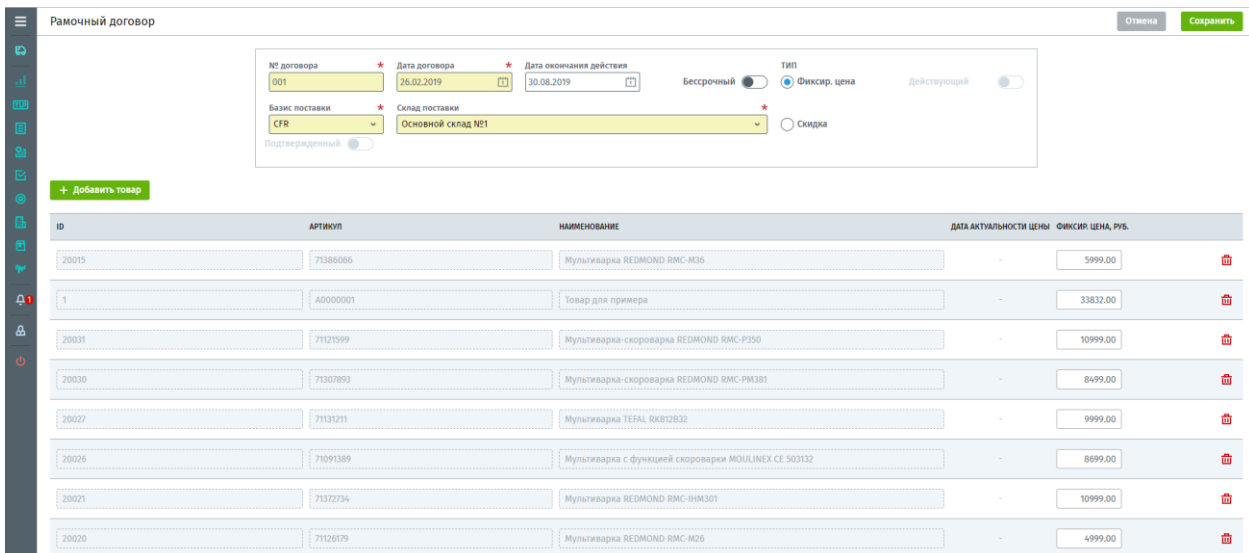 Рамочный договор
Отмена
Сохранить
№ договора * Дата договора * Дата окончания действия ТИП
001 26.02.2019 30.08.2019 Бессрочный Фиксир. цена Действующий
Базис поставки * Склад поставки *
CFR Основной склад №1 Скидка
Подтвержденный
+ Добавить товар
ID АРТИКУЛ НАИМЕНОВАНИЕ ДАТА АКТУАЛЬНОСТИ ЦЕНЫ ФИКСИР. ЦЕНА, РУБ.
20015 71386066 Мультиварка REDMOND RMC-M36 - 5999.00
1 A0000001 Товар для примера - 33832.00
20031 71121599 Мультиварка-скороварка REDMOND RMC-P350 - 10999.00
20030 71307893 Мультиварка-скороварка REDMOND RMC-PM381 - 8499.00
20027 71131211 Мультиварка TEFAL RK812B32 - 9999.00
20026 71091389 Мультиварка с функцией скороварки MOULINEX CE 503132 - 8699.00
20021 71372734 Мультиварка REDMOND RMC-IHM301 - 10999.00
20020 71126179 Мультиварка REDMOND RMC-M26 - 4999.00
1